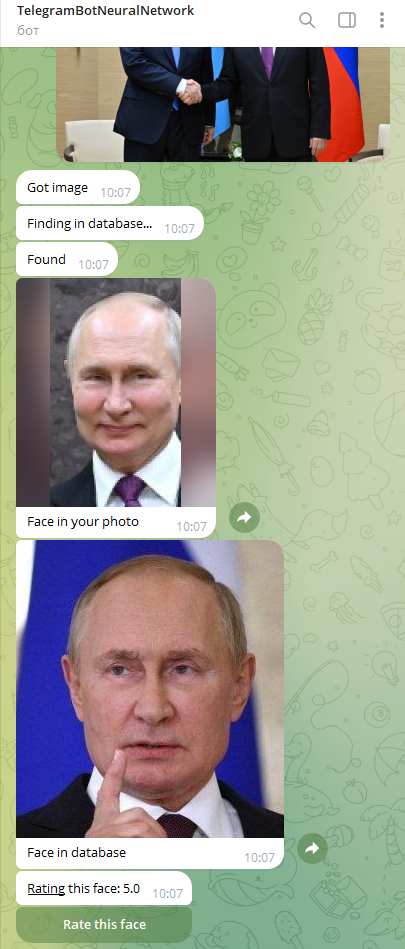 TelegramBotNeuralNetwork
бот
Got image 10:07
Finding in database... 10:07
Found 10:07
Face in your photo 10:07
Face in database 10:07
Rating this face: 5.0 10:07
Rate this face